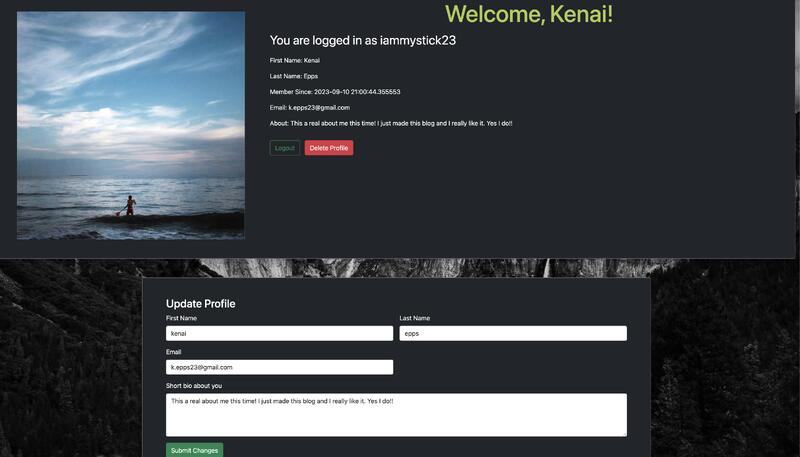 Welcome, Kenai!
You are logged in as iammystick23
First Name: Kenai
Last Name: Epps
Member Since: 2023-09-10 21:00:44.355553
Email: k.epps23@gmail.com
About: This a real about me this time! I just made this blog and I really like it. Yes I do!!
Logout Delete Profile
Update Profile
First Name Last Name
kenai epps
Email
k.epps23@gmail.com
Short bio about you
This a real about me this time! I just made this blog and I really like it. Yes I do!!
Submit Changes